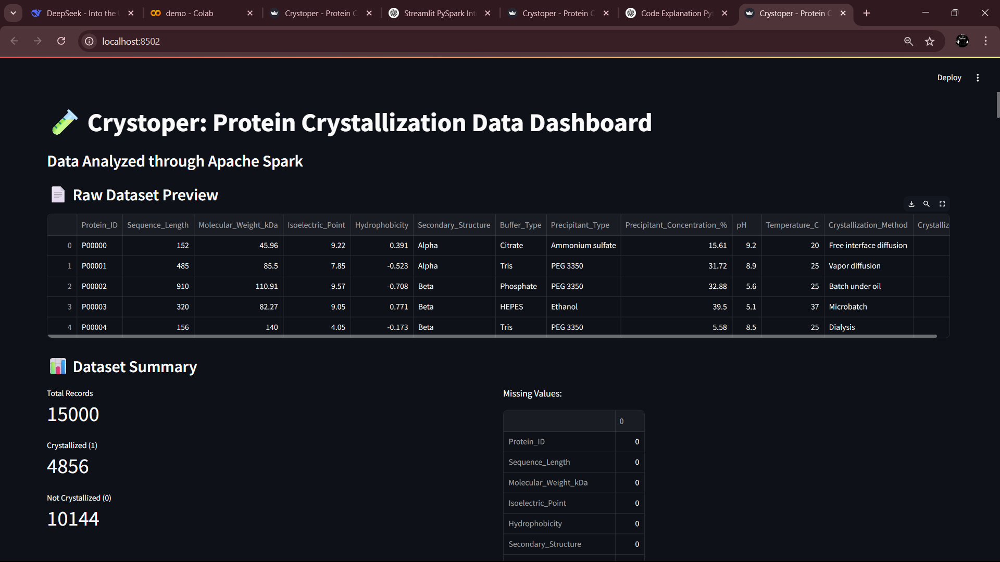 DeepSeek - Into the
demo - Colab
Crystoper - Protein C
Streamlit PySpark Int
Crystoper - Protein C
Code Explanation Py
Crystoper - Protein C
localhost:8502
Deploy
Crystoper: Protein Crystallization Data Dashboard
Data Analyzed through Apache Spark
Raw Dataset Preview
Protein_ID Sequence_Length Molecular_Weight_kDa Isoelectric_Point Hydrophobicity Secondary_Structure Buffer_Type Precipitant_Type Precipitant_Concentration_% pH Temperature_C Crystallization_Method Crystalliz
0 P00000 152 45.96 9.22 0.391 Alpha Citrate Ammonium sulfate 15.61 9.2 20 Free interface diffusion
1 P00001 485 85.5 7.85 -0.523 Alpha Tris PEG 3350 31.72 8.9 25 Vapor diffusion
2 P00002 910 110.91 9.57 -0.708 Beta Phosphate PEG 3350 32.88 5.6 25 Batch under oil
3 P00003 320 82.27 9.05 0.771 Beta HEPES Ethanol 39.5 5.1 37 Microbatch
4 P00004 156 140 4.05 -0.173 Beta Tris PEG 3350 5.58 8.5 25 Dialysis
Dataset Summary
Total Records
15000
Crystallized (1)
4856
Not Crystallized (0)
10144
Missing Values:
0
Protein_ID 0
Sequence_Length 0
Molecular_Weight_kDa 0
Isoelectric_Point 0
Hydrophobicity 0
Secondary_Structure 0